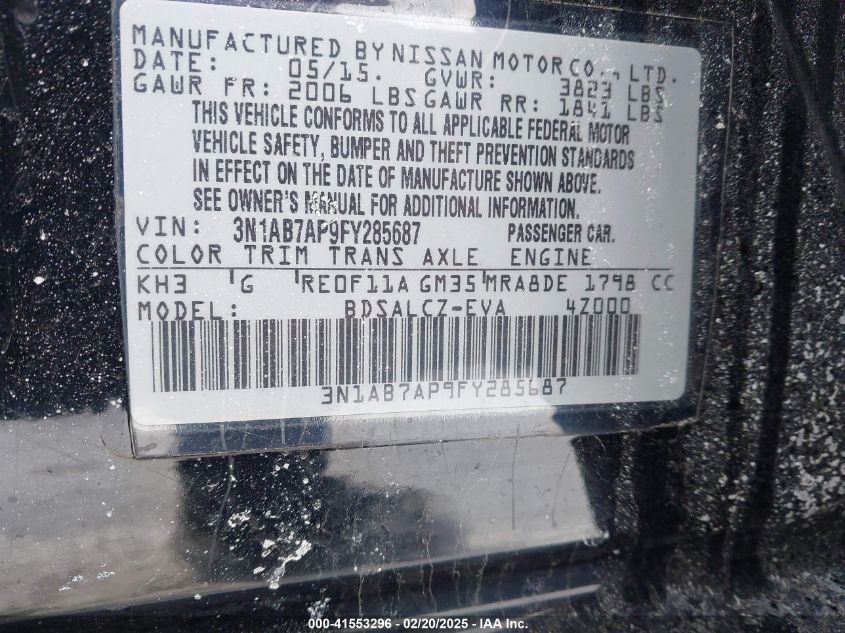 MANUFACTURED BY NISSAN MOTOR CO., LTD.
DATE: 05/15. GVWR: 3823 LBS
GAWR FR: 2006 LBS GAWR RR: 1841 LBS
THIS VEHICLE CONFORMS TO ALL APPLICABLE FEDERAL MOTOR
VEHICLE SAFETY, BUMPER AND THEFT PREVENTION STANDARDS
IN EFFECT ON THE DATE OF MANUFACTURE SHOWN ABOVE.
SEE OWNER'S MANUAL FOR ADDITIONAL INFORMATION.
VIN: 3N1AB7AP9FY285687 PASSENGER CAR.
COLOR TRIM TRANS AXLE ENGINE
KH3 G RE0F11A GM35 MRA8DE 1798 CC
MODEL: BDSALCZ-EVA 4Z000
3N1AB7AP9FY285687
000-41553296 - 02/20/2025 - IAA Inc.